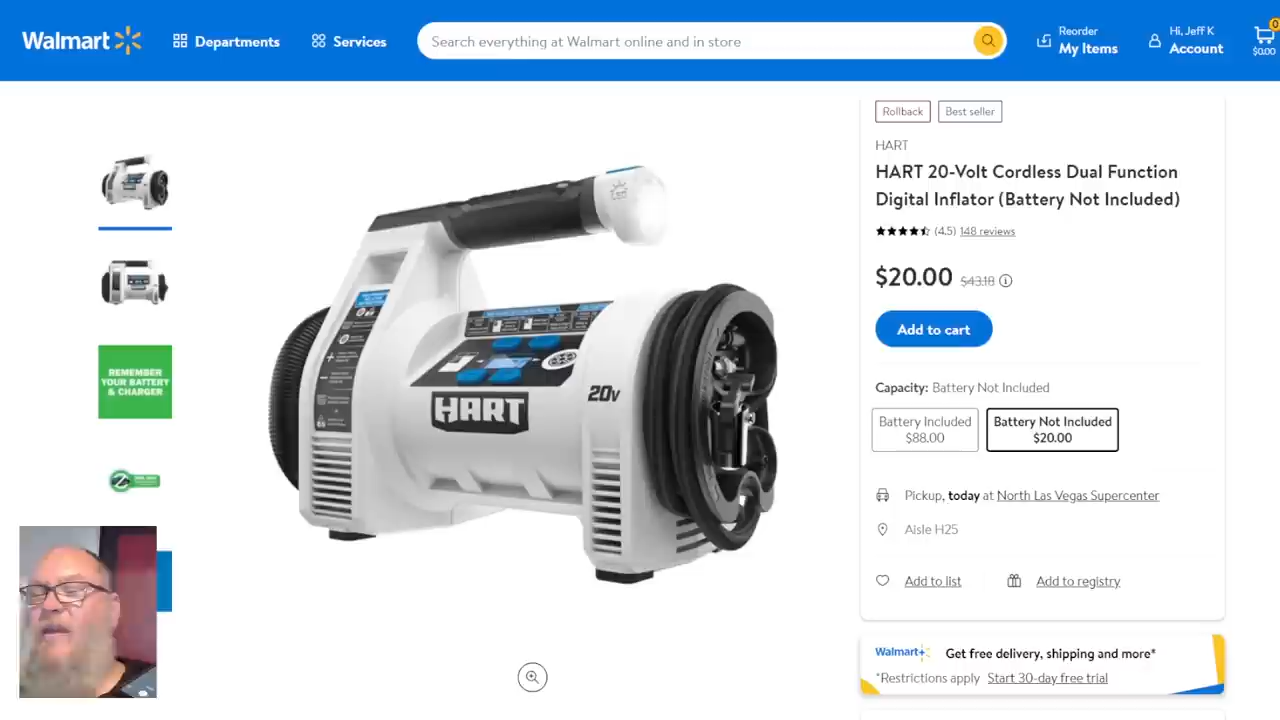 Walmart
Departments
Services
Search everything at Walmart online and in store
Reorder
My Items
Hi, Jeff K
Account
0
$0.00
Rollback
Best seller
HART
HART 20-Volt Cordless Dual Function
Digital Inflator (Battery Not Included)
(4.5) 148 reviews
$20.00 $43.18
Add to cart
Capacity: Battery Not Included
Battery Included
$88.00
Battery Not Included
$20.00
Pickup, today at North Las Vegas Supercenter
Aisle H25
Add to list
Add to registry
Walmart+
Get free delivery, shipping and more*
*Restrictions apply Start 30-day free trial
REMEMBER
YOUR BATTERY
& CHARGER
HART
20V